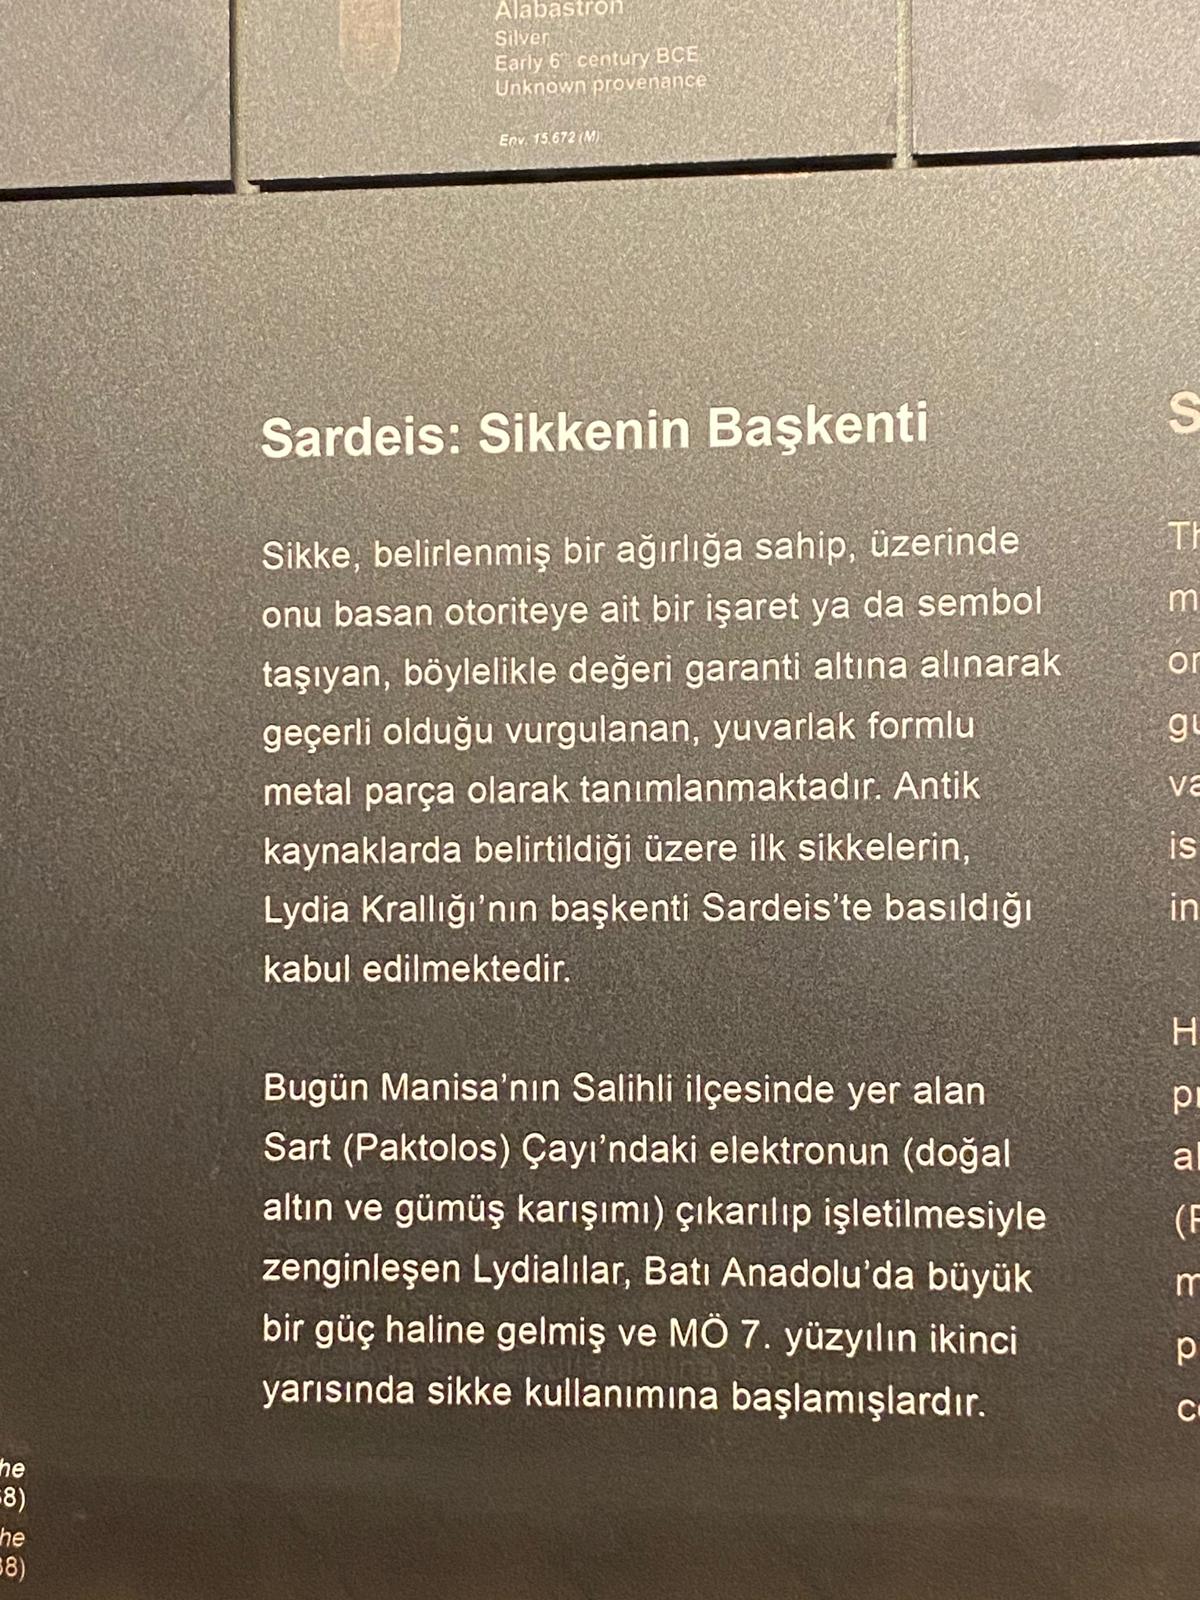 Alabastron
Silver
Early 6th century BCE
Unknown provenance
Env. 15.672 (M)
Sardeis: Sikkenin Başkenti
Sikke, belirlenmiş bir ağırlığa sahip, üzerinde
onu basan otoriteye ait bir işaret ya da sembol
taşıyan, böylelikle değeri garanti altına alınarak
geçerli olduğu vurgulanan, yuvarlak formlu
metal parça olarak tanımlanmaktadır. Antik
kaynaklarda belirtildiği üzere ilk sikkelerin,
Lydia Krallığı’nın başkenti Sardeis’te basıldığı
kabul edilmektedir.
Bugün Manisa’nın Salihli ilçesinde yer alan
Sart (Paktolos) Çayı’ndaki elektronun (doğal
altın ve gümüş karışımı) çıkarılıp işletilmesiyle
zenginleşen Lydialılar, Batı Anadolu’da büyük
bir güç haline gelmiş ve MÖ 7. yüzyılın ikinci
yarısında sikke kullanımına başlamışlardır.